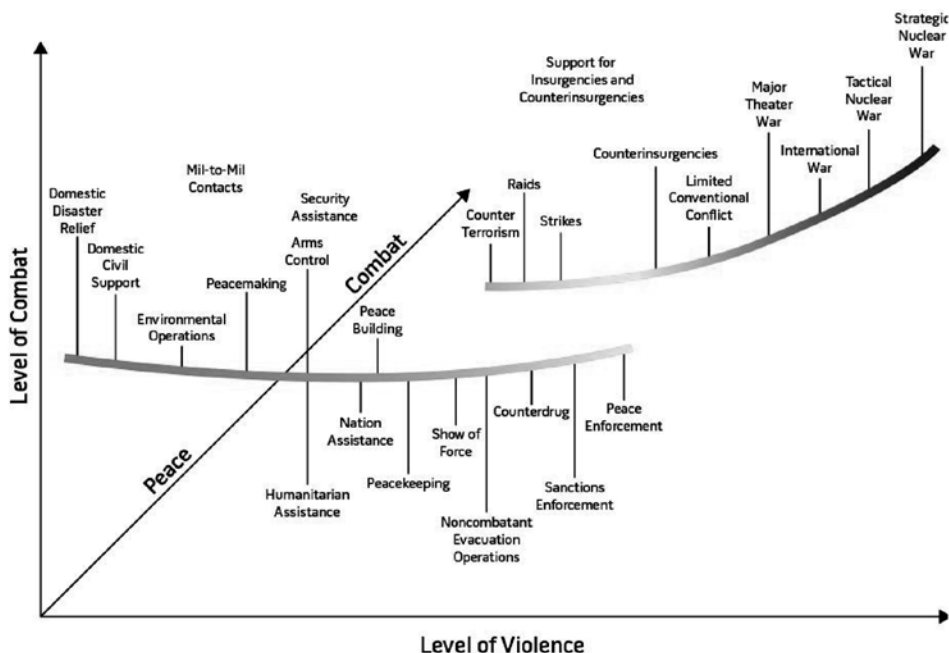 Strategic
Nuclear
War
Support for
Insurgencies and
Counterinsurgencies
Major
Theater
War
Tactical
Nuclear
War
International
War
Counterinsurgencies
Limited
Conventional
Conflict
Raids
Counter
Terrorism
Strikes
Mil-to-Mil
Contacts
Security
Assistance
Arms
Control
Domestic
Disaster
Relief
Domestic
Civil
Support
Peacemaking
Environmental
Operations
Combat
Peace
Building
Peace
Nation
Assistance
Humanitarian
Assistance
Peacekeeping
Show of
Force
Noncombatant
Evacuation
Operations
Counterdrug
Sanctions
Enforcement
Peace
Enforcement
Level of Combat
Level of Violence